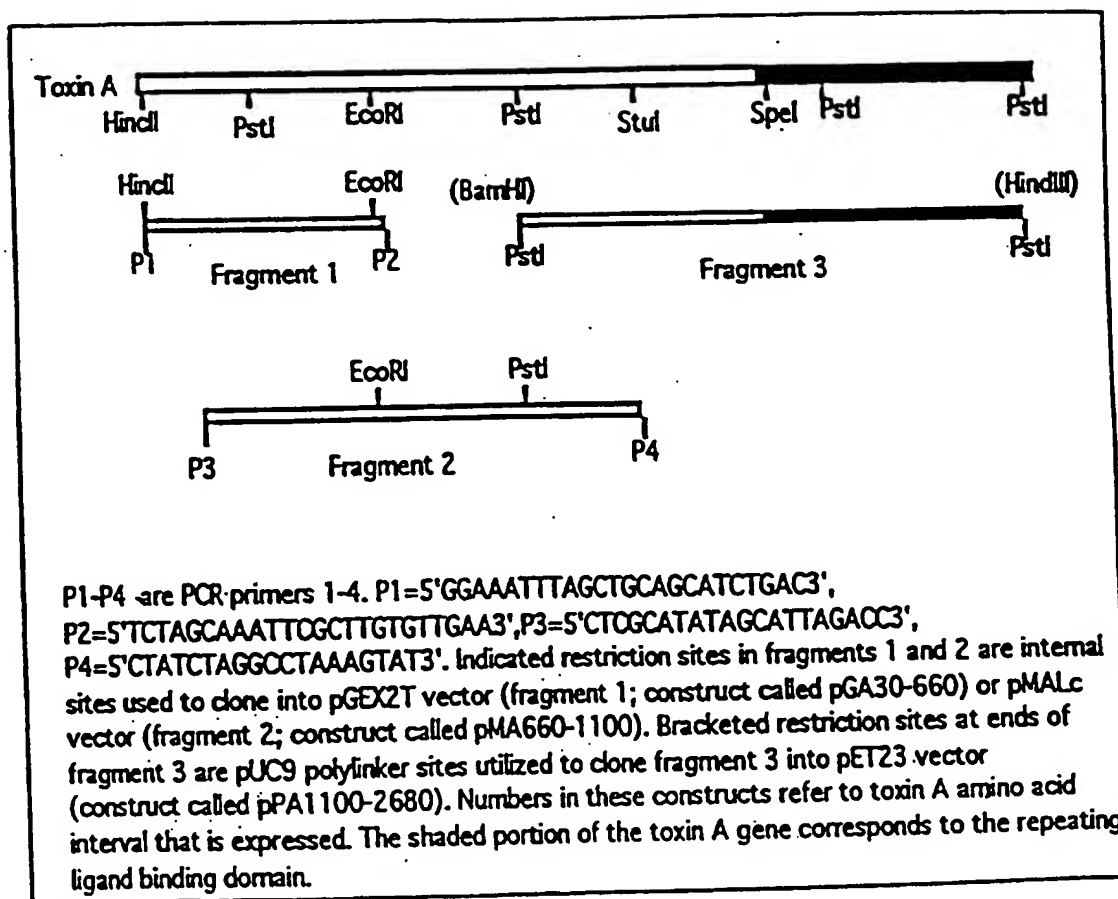 Toxin A
HincII PstI EcoRI PstI StuI SpeI PstI PstI
HincII EcoRI (BamHI) (HindIII)
P1 Fragment 1 P2 PstI Fragment 3 PstI
EcoRI PstI
P3 Fragment 2 P4
P1-P4 are PCR primers 1-4. P1=5'GGAAATTTAGCTGCAGCATCTGAC3',
P2=5'TCTAGCAAATTCGCTTGTGTTGAA3',P3=5'CTCGCATATAGCATTAGACC3',
P4=5'CTATCTAGGCCTAAAGTAT3'. Indicated restriction sites in fragments 1 and 2 are internal
sites used to clone into pGEX2T vector (fragment 1; construct called pGA30-660) or pMALc
vector (fragment 2; construct called pMA660-1100). Bracketed restriction sites at ends of
fragment 3 are pUC9 polylinker sites utilized to clone fragment 3 into pET23 vector
(construct called pPA1100-2680). Numbers in these constructs refer to toxin A amino acid
interval that is expressed. The shaded portion of the toxin A gene corresponds to the repeating
ligand binding domain.